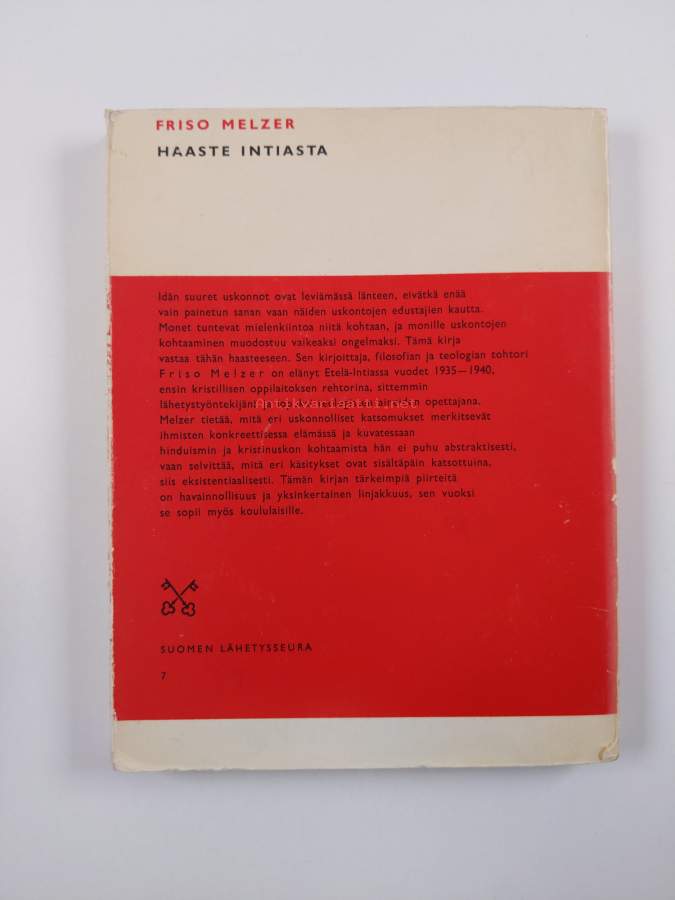 FRISO MELZER
HAASTE INTIASTA
Idän suuret uskonnot ovat leviämässä länteen, eivätkä enää
vain painetun sanan vaan näiden uskontojen edustajien kautta.
Monet tuntevat mielenkiintoa niitä kohtaan, ja monille uskontojen
kohtaaminen muodostuu vaikeaksi ongelmaksi. Tämä kirja
vastaa tähän haasteeseen. Sen kirjoittaja, filosofian ja teologian tohtori
Friso Melzer on elänyt Etelä-Intiassa vuodet 1935—1940,
ensin kristillisen oppilaitoksen rehtorina, sittemmin
lähetystyöntekijänä opettajana.
Melzer tietää, mitä eri uskonnolliset katsomukset merkitsevät
ihmisten konkreettisessa elämässä ja kuvatessaan
hinduismin ja kristinuskon kohtaamista hän ei puhu abstraktisesti,
vaan selvittää, mitä eri käsitykset ovat sisältäpäin katsottuina,
siis eksistentiaalisesti. Tämän kirjan tärkeimpiä piirteitä
on havainnollisuus ja yksinkertainen linjakkuus, sen vuoksi
se sopii myös koululaisille.
antikvariaatti.net
SUOMEN LÄHETYSSEURA
7